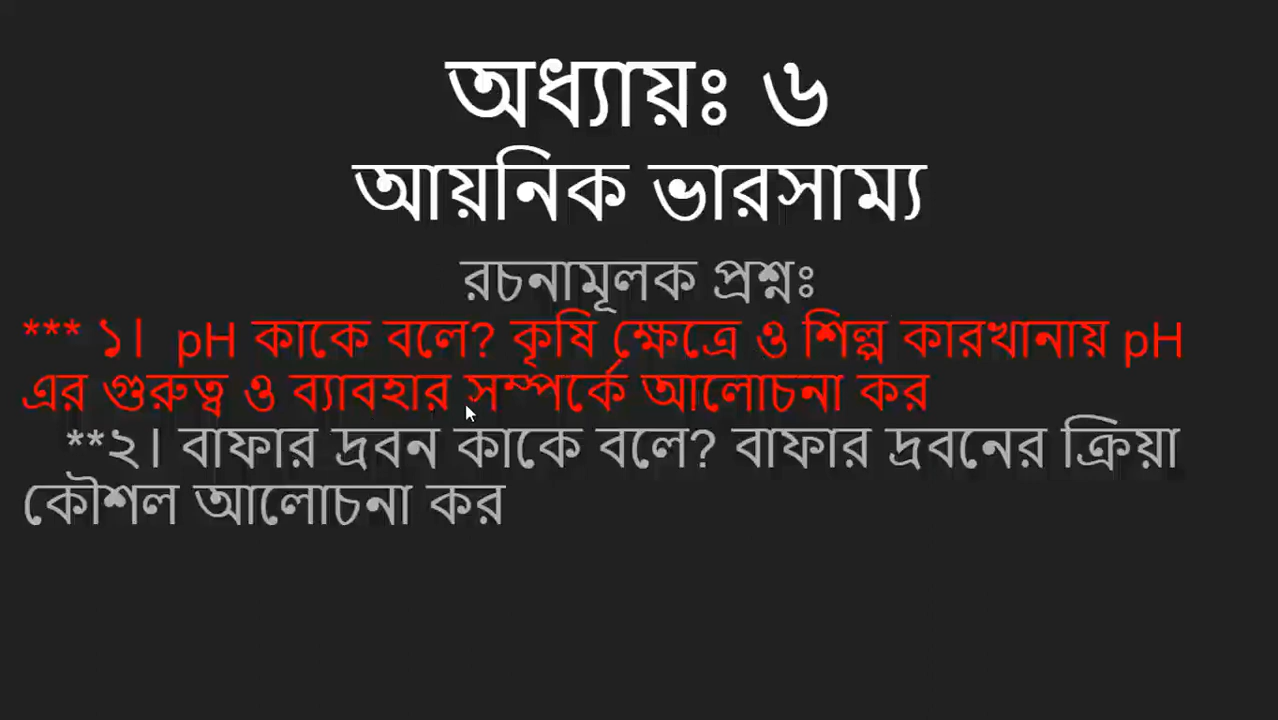 অধ্যায়ঃ ৬
আয়নিক ভারসাম্য
রচনামূলক প্রশ্নঃ
*** ১। pH কাকে বলে? কৃষি ক্ষেত্রে ও শিল্প কারখানায় pH
এর গুরুত্ব ও ব্যাবহার সম্পর্কে আলোচনা কর
**২। বাফার দ্রবন কাকে বলে? বাফার দ্রবনের ক্রিয়া
কৌশল আলোচনা কর